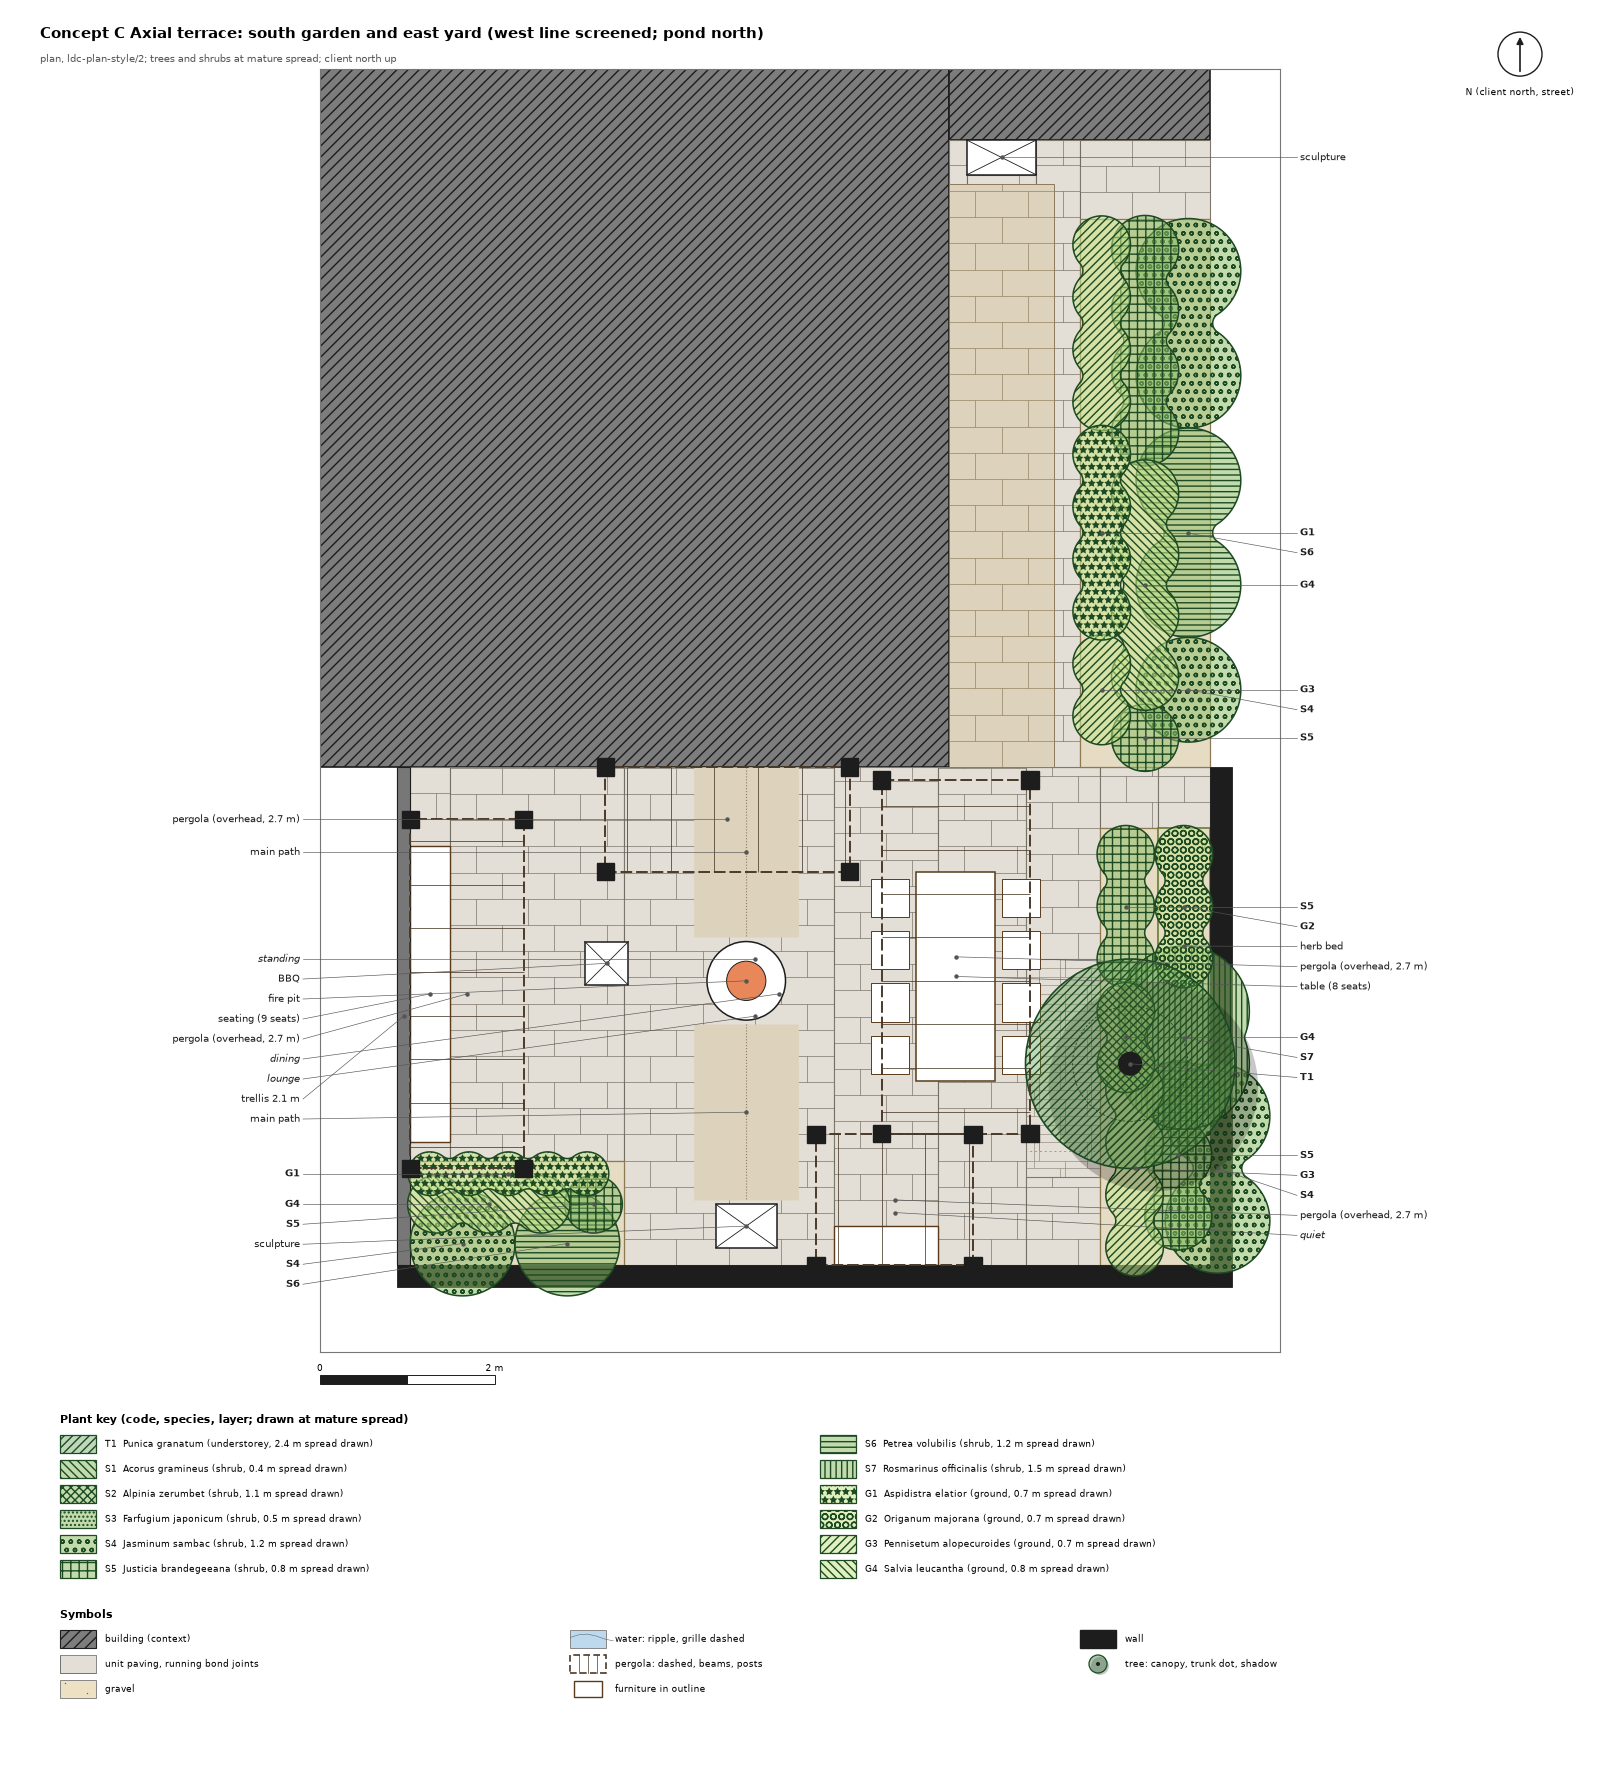 Concept C Axial terrace: south garden and east yard (west line screened; pond north)
plan, ldc-plan-style/2; trees and shrubs at mature spread; client north up
N (client north, street)
sculpture
G1
S6
G4
G3
S4
S5
pergola (overhead, 2.7 m)
main path
standing
BBQ
fire pit
seating (9 seats)
pergola (overhead, 2.7 m)
dining
lounge
trellis 2.1 m
main path
G1
G4
S5
sculpture
S4
S6
S5
G2
herb bed
pergola (overhead, 2.7 m)
table (8 seats)
G4
S7
T1
S5
G3
S4
pergola (overhead, 2.7 m)
quiet
0 2 m
Plant key (code, species, layer; drawn at mature spread)
T1 Punica granatum (understorey, 2.4 m spread drawn)
S1 Acorus gramineus (shrub, 0.4 m spread drawn)
S2 Alpinia zerumbet (shrub, 1.1 m spread drawn)
S3 Farfugium japonicum (shrub, 0.5 m spread drawn)
S4 Jasminum sambac (shrub, 1.2 m spread drawn)
S5 Justicia brandegeeana (shrub, 0.8 m spread drawn)
S6 Petrea volubilis (shrub, 1.2 m spread drawn)
S7 Rosmarinus officinalis (shrub, 1.5 m spread drawn)
G1 Aspidistra elatior (ground, 0.7 m spread drawn)
G2 Origanum majorana (ground, 0.7 m spread drawn)
G3 Pennisetum alopecuroides (ground, 0.7 m spread drawn)
G4 Salvia leucantha (ground, 0.8 m spread drawn)
Symbols
building (context)
unit paving, running bond joints
gravel
water: ripple, grille dashed
pergola: dashed, beams, posts
furniture in outline
wall
tree: canopy, trunk dot, shadow